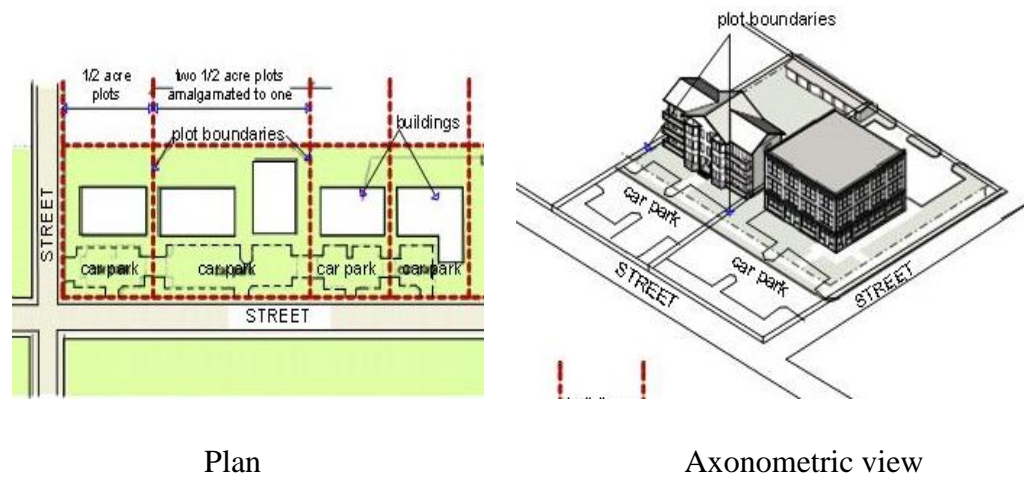 1/2 acre
plots
two 1/2 acre plots
amalgamated to one
plot boundaries
buildings
STREET
car park
car park
car park
car park
STREET
plot boundaries
car park
car park
STREET
STREET
Plan
Axonometric view